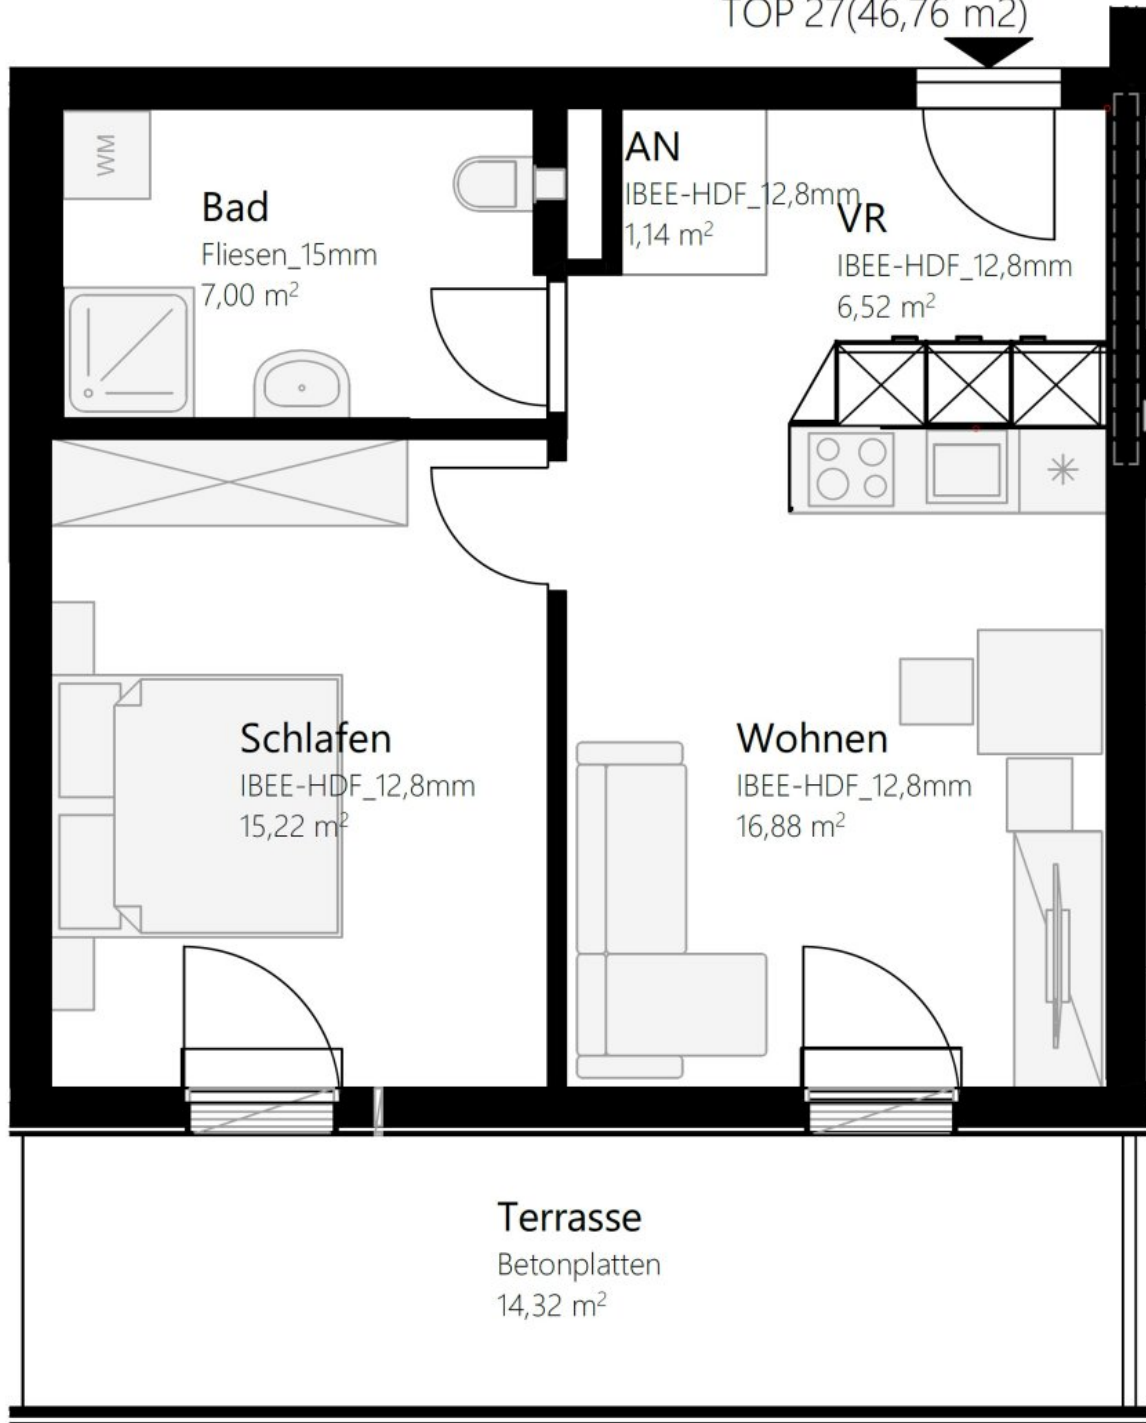 TOP 27(46,76 m2)
WM
Bad
Fliesen_15mm
7,00 m²
AN
IBEE-HDF_12,8mm
1,14 m²
VR
IBEE-HDF_12,8mm
6,52 m²
Schlafen
IBEE-HDF_12,8mm
15,22 m²
Wohnen
IBEE-HDF_12,8mm
16,88 m²
Terrasse
Betonplatten
14,32 m²